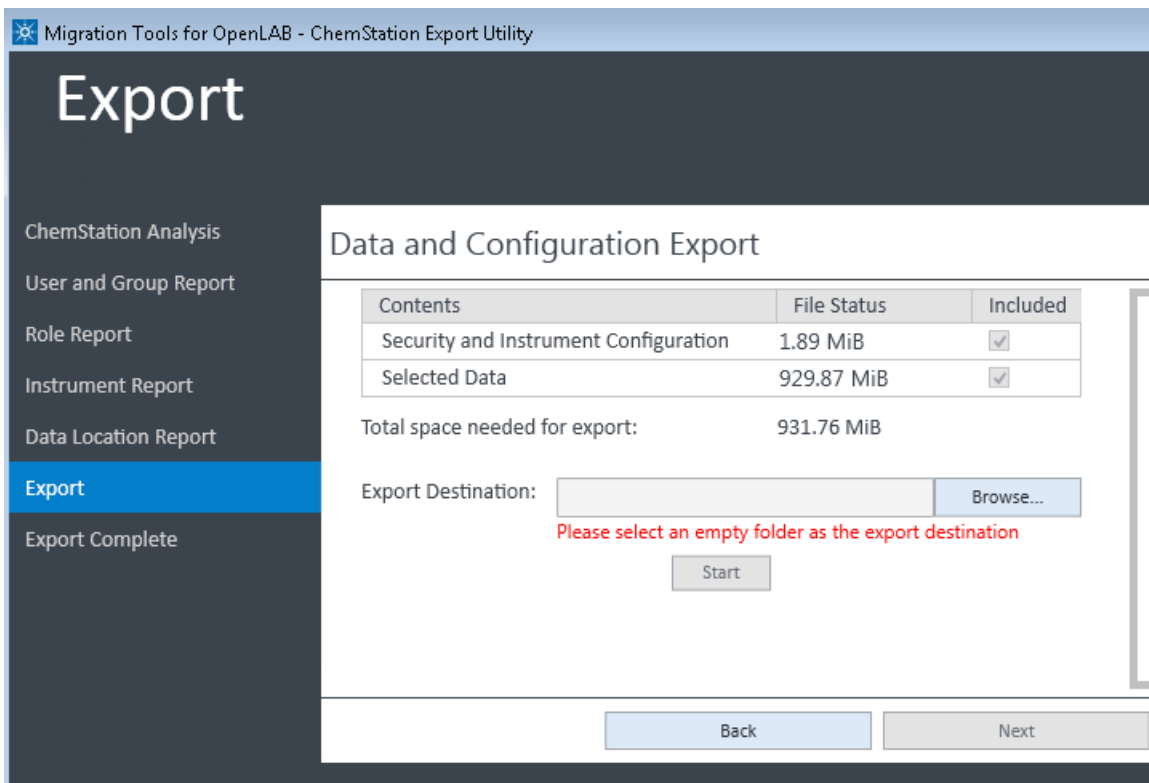 Migration Tools for OpenLAB - ChemStation Export Utility
Export
ChemStation Analysis
User and Group Report
Role Report
Instrument Report
Data Location Report
Export
Export Complete
Data and Configuration Export
Contents File Status Included
Security and Instrument Configuration 1.89 MiB
Selected Data 929.87 MiB
Total space needed for export: 931.76 MiB
Export Destination: Browse...
Please select an empty folder as the export destination
Start
Back Next